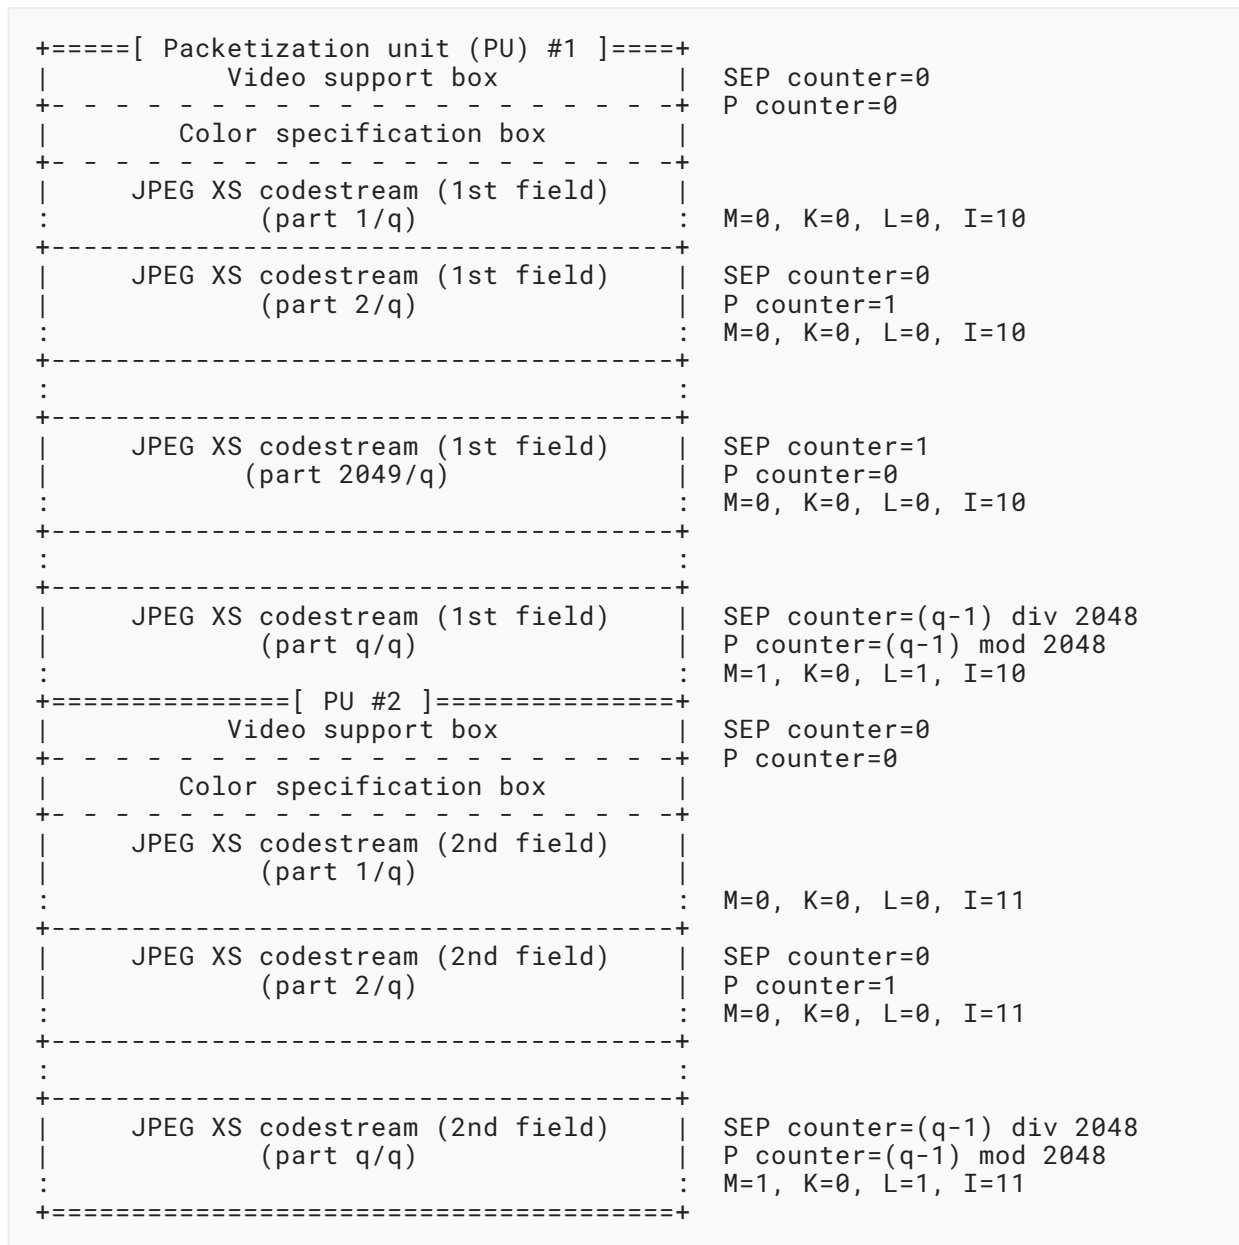 +=====[ Packetization unit (PU) #1 ]====+
|           Video support box           |  SEP counter=0
+- - - - - - - - - - - - - - - - - - - -+  P counter=0
|        Color specification box        |
+- - - - - - - - - - - - - - - - - - - -+
|     JPEG XS codestream (1st field)    |
:             (part 1/q)                :  M=0, K=0, L=0, I=10
+---------------------------------------+
|     JPEG XS codestream (1st field)    |  SEP counter=0
|             (part 2/q)                |  P counter=1
:                                       :  M=0, K=0, L=0, I=10
+---------------------------------------+
:                                       :
+---------------------------------------+
|     JPEG XS codestream (1st field)    |  SEP counter=1
|            (part 2049/q)              |  P counter=0
:                                       :  M=0, K=0, L=0, I=10
+---------------------------------------+
:                                       :
+---------------------------------------+
|     JPEG XS codestream (1st field)    |  SEP counter=(q-1) div 2048
|             (part q/q)                |  P counter=(q-1) mod 2048
:                                       :  M=1, K=0, L=1, I=10
+===============[ PU #2 ]===============+
|           Video support box           |  SEP counter=0
+- - - - - - - - - - - - - - - - - - - -+  P counter=0
|        Color specification box        |
+- - - - - - - - - - - - - - - - - - - -+
|     JPEG XS codestream (2nd field)    |
|             (part 1/q)                |
:                                       :  M=0, K=0, L=0, I=11
+---------------------------------------+
|     JPEG XS codestream (2nd field)    |  SEP counter=0
|             (part 2/q)                |  P counter=1
:                                       :  M=0, K=0, L=0, I=11
+---------------------------------------+
:                                       :
+---------------------------------------+
|     JPEG XS codestream (2nd field)    |  SEP counter=(q-1) div 2048
|             (part q/q)                |  P counter=(q-1) mod 2048
:                                       :  M=1, K=0, L=1, I=11
+=======================================+